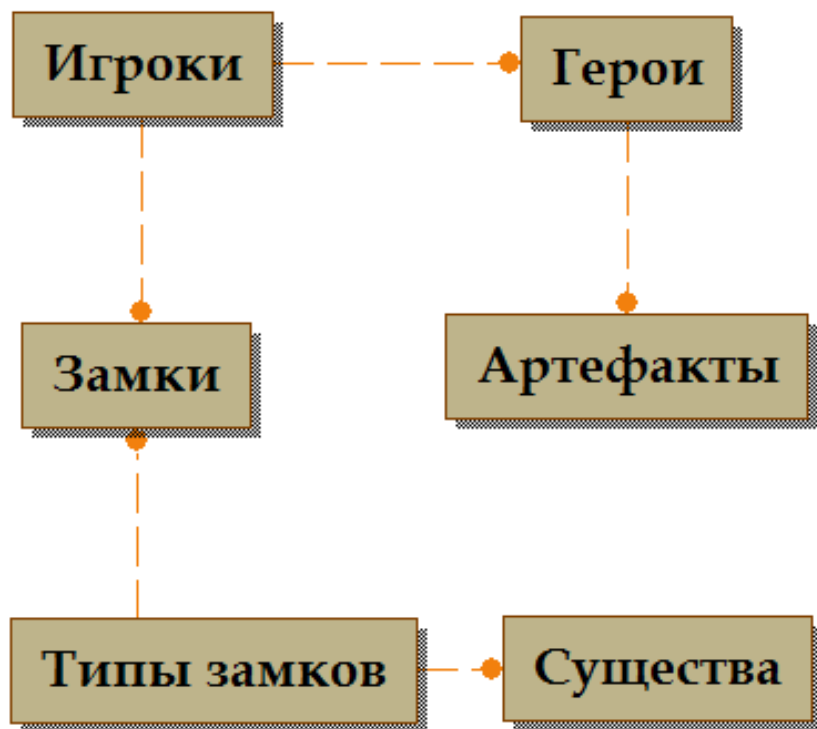 Игроки
Герои
Замки
Артефакты
Типы замков
Существа